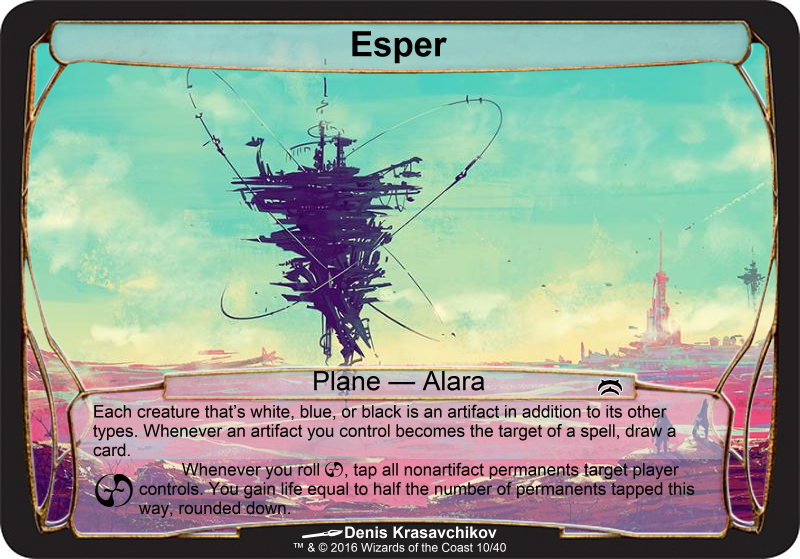 Esper
Plane — Alara
Each creature that's white, blue, or black is an artifact in addition to its other
types. Whenever an artifact you control becomes the target of a spell, draw a
card.
Whenever you roll , tap all nonartifact permanents target player
controls. You gain life equal to half the number of permanents tapped this
way, rounded down.
Denis Krasavchikov
™ & © 2016 Wizards of the Coast 10/40